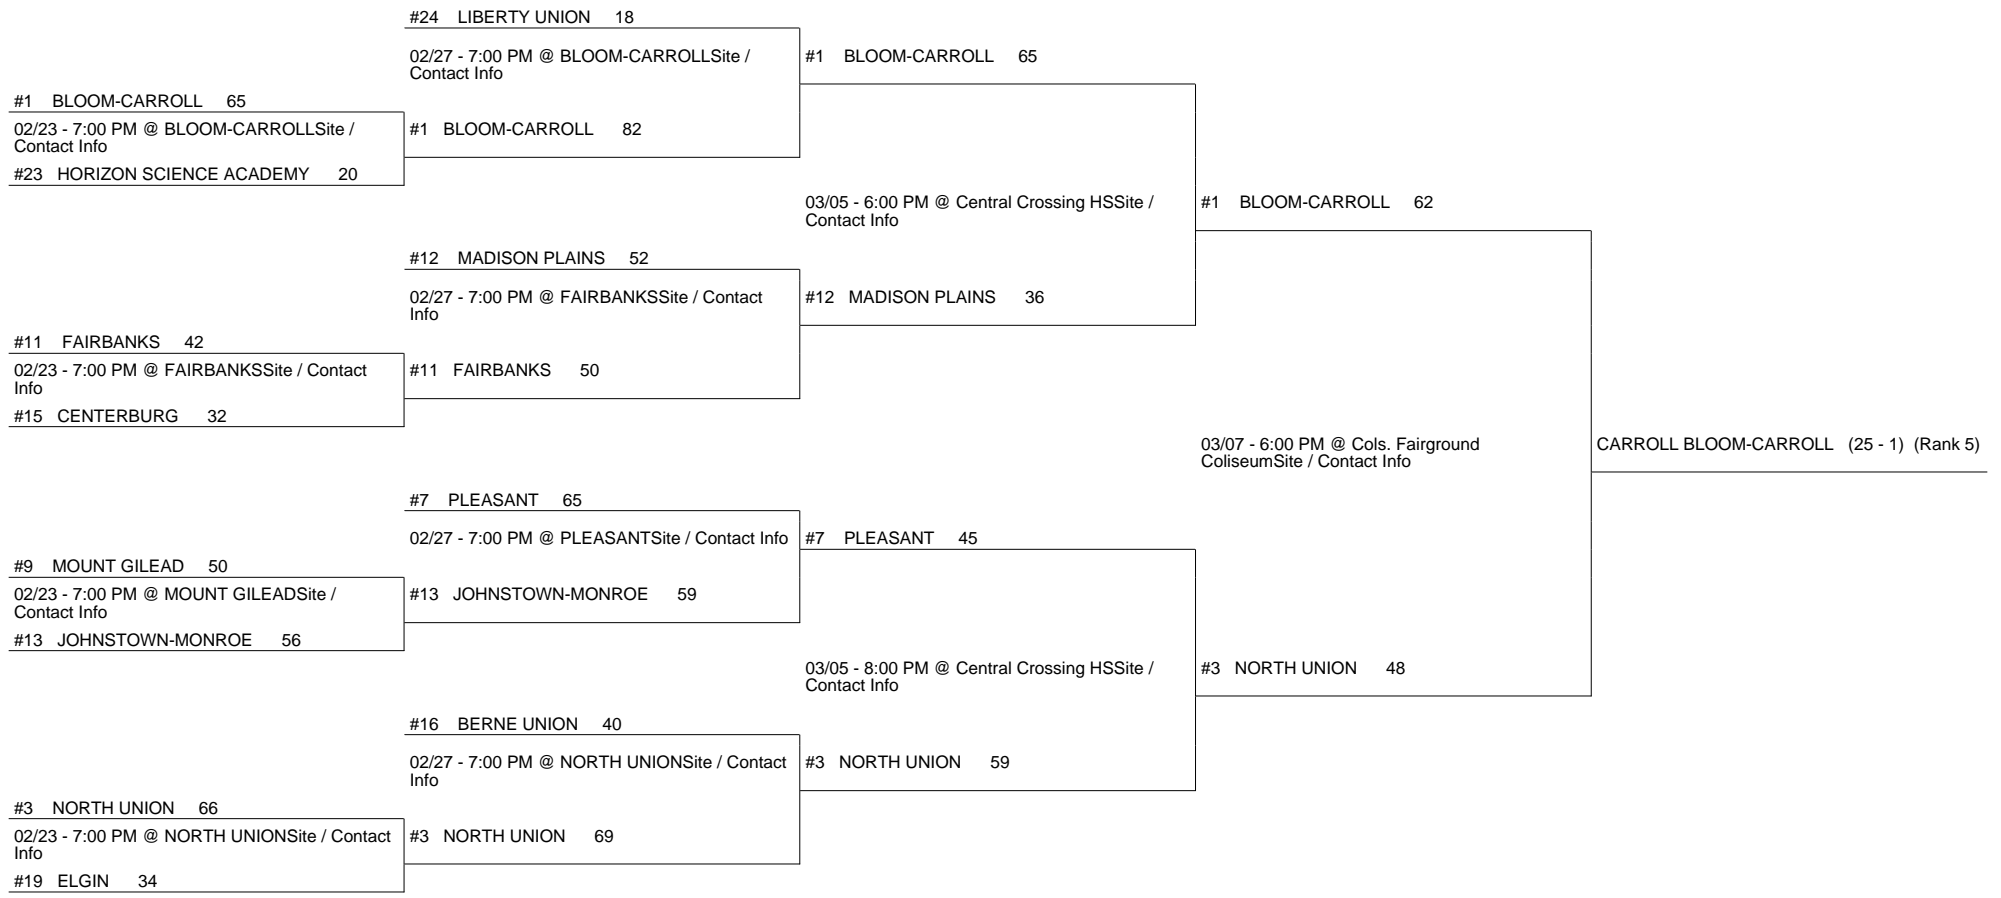 #24 LIBERTY UNION 18
02/27 - 7:00 PM @ BLOOM-CARROLLSite /
Contact Info
#1 BLOOM-CARROLL 65
#1 BLOOM-CARROLL 65
02/23 - 7:00 PM @ BLOOM-CARROLLSite /
Contact Info
#23 HORIZON SCIENCE ACADEMY 20
#1 BLOOM-CARROLL 82
03/05 - 6:00 PM @ Central Crossing HSSite /
Contact Info
#1 BLOOM-CARROLL 62
#12 MADISON PLAINS 52
02/27 - 7:00 PM @ FAIRBANKSSite / Contact
Info
#12 MADISON PLAINS 36
#11 FAIRBANKS 42
02/23 - 7:00 PM @ FAIRBANKSSite / Contact
Info
#15 CENTERBURG 32
#11 FAIRBANKS 50
03/07 - 6:00 PM @ Cols. Fairground
ColiseumSite / Contact Info
CARROLL BLOOM-CARROLL (25 - 1) (Rank 5)
#7 PLEASANT 65
02/27 - 7:00 PM @ PLEASANTSite / Contact Info
#7 PLEASANT 45
#9 MOUNT GILEAD 50
02/23 - 7:00 PM @ MOUNT GILEADSite /
Contact Info
#13 JOHNSTOWN-MONROE 56
#13 JOHNSTOWN-MONROE 59
03/05 - 8:00 PM @ Central Crossing HSSite /
Contact Info
#3 NORTH UNION 48
#16 BERNE UNION 40
02/27 - 7:00 PM @ NORTH UNIONSite / Contact
Info
#3 NORTH UNION 59
#3 NORTH UNION 66
02/23 - 7:00 PM @ NORTH UNIONSite / Contact
Info
#19 ELGIN 34
#3 NORTH UNION 69